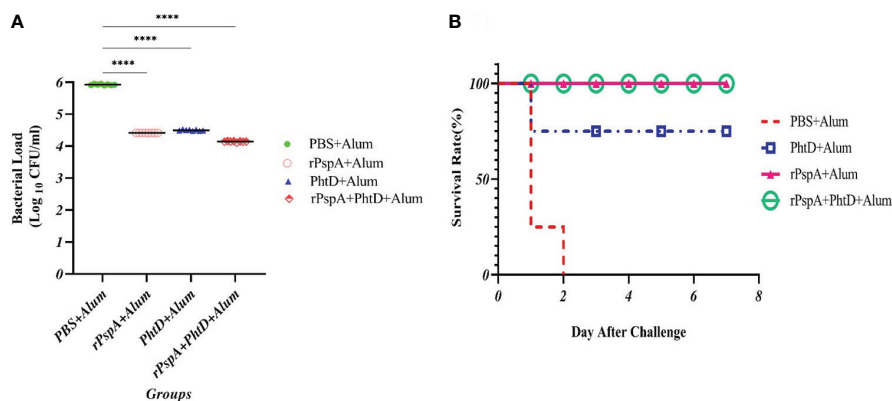 A
****
****
****
6
5
4
3
2
1
0
Bacterial Load
(Log 10 CFU/ml)
PBS+Alum
rPspA+Alum
PhtD+Alum
rPspA+PhtD+Alum
Groups
PBS+Alum
rPspA+Alum
PhtD+Alum
rPspA+PhtD+Alum
B
100
50
0
Survival Rate(%)
0 2 4 6 8
Day After Challenge
PBS+Alum
PhtD+Alum
rPspA+Alum
rPspA+PhtD+Alum